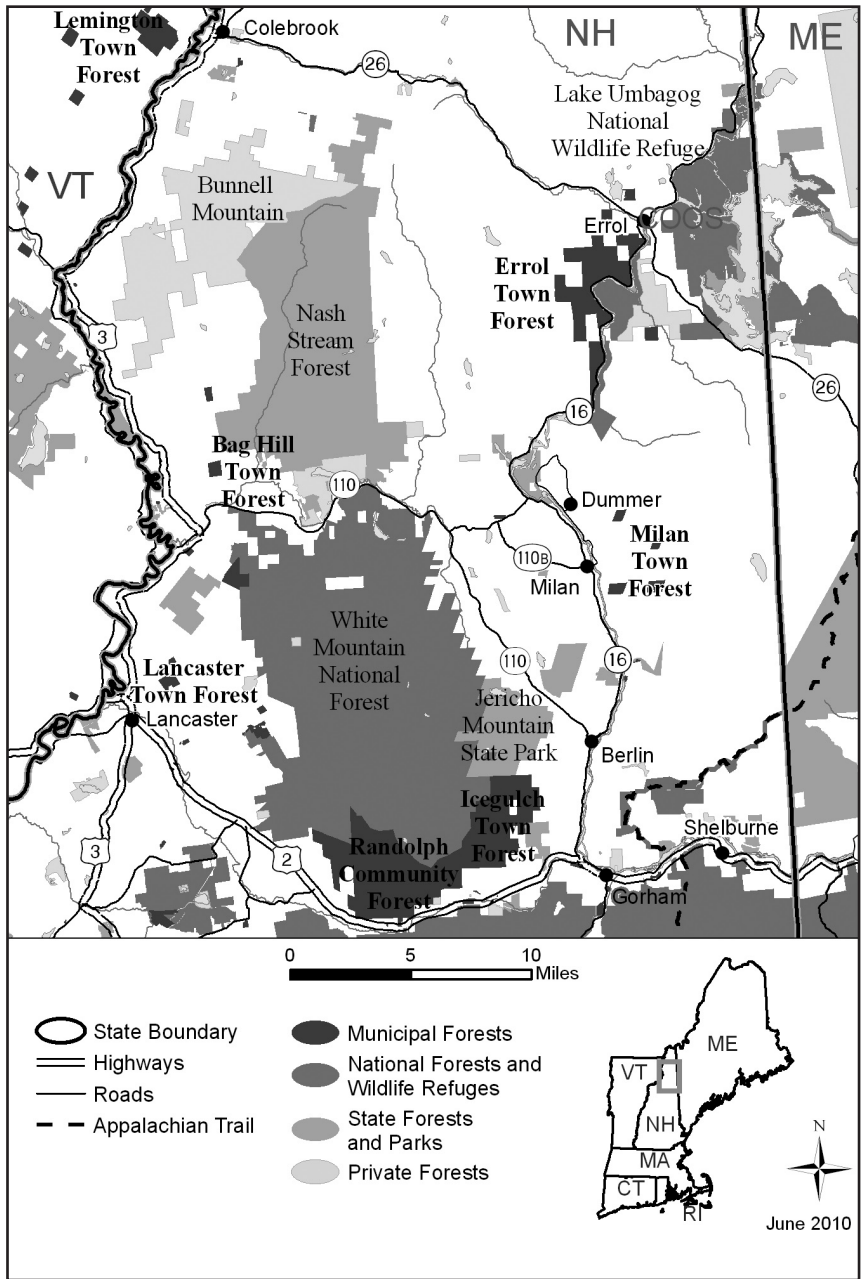 Lemington
Town
Forest
Colebrook
NH
ME
26
Lake Umbagog
National
Wildlife Refuge
VT
Bunnell
Mountain
Errol
COOS
Errol
Town
Forest
3
Nash
Stream
Forest
26
16
Bag Hill
Town
Forest
110
Dummer
Milan
Town
Forest
110B
Milan
White
Mountain
National
Forest
110
16
Lancaster
Town Forest
Lancaster
Jericho
Mountain
State Park
Berlin
Icegulch
Town
Forest
Shelburne
3
2
Randolph
Community
Forest
Gorham
0 5 10
Miles
State Boundary
Highways
Roads
Appalachian Trail
Municipal Forests
National Forests and
Wildlife Refuges
State Forests
and Parks
Private Forests
ME
VT
NH
MA
CT
RI
N
June 2010